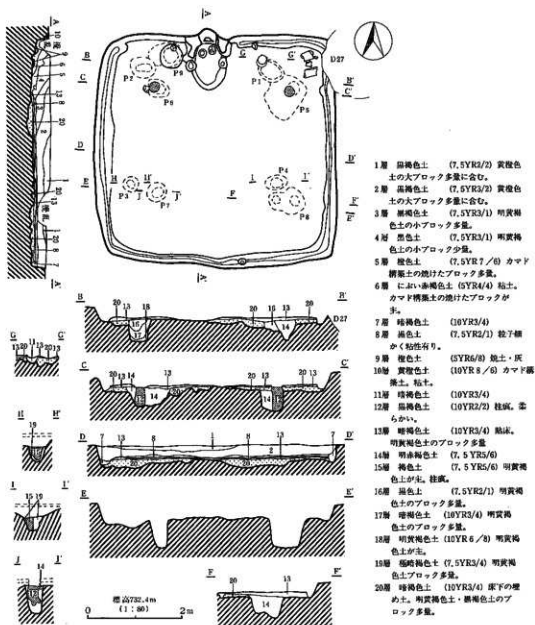 A
B
C
D
E
A'
B'
C'
D'
E'
F
F'
G
G'
H
H'
I
I'
J
J'
P1
P2
P3
P4
P5
P6
P7
P8
P9
D27
1層
(7.5YR3/2) 黄橙色
土の大ブロック多量に含む。
2層 黒褐色土 (7.5YR3/2) 黄橙色
土の大ブロック多量に含む。
3層 黒褐色土 (7.5YR3/1) 明黄褐
色土の小ブロック多量。
4層 黒色土 (7.5YR3/1) 明黄褐
色土の小ブロック少量。
5層 橙色土 (7.5YR7/6) カマド
構築土の焼けたブロック多量。
6層 にぶい赤褐色土 (5YR4/4) 粘土。
カマド構築土の焼けたブロックが
主。
7層 暗褐色土 (10YR3/4)
8層 黒色土 (7.5YR2/1) 粒子細
かく粘性有り。
9層 橙色土 (5YR6/8) 焼土・灰
10層 黄橙色土 (10YR8/6) カマド構
築土。粘土。
11層 暗褐色土 (10YR3/4)
12層 (10YR2/2) 柱痕。柔
らかい。
13層 暗褐色土 (10YR3/4) 貼床。
明黄褐色土のブロック多量
14層 明赤褐色土 (7.5YR5/6)
15層 褐色土 (7.5YR5/6) 明黄褐
色土が主。柱痕。
16層 (7.5YR2/1) 明黄褐
色土のブロック多量。
17層 暗褐色土 (10YR3/4) 明黄褐
色土のブロック多量。
18層 明黄褐色土 (10YR6/8) 明黄褐
色土が主。
19層 極暗褐色土 (7.5YR3/4) 明黄褐
色土ブロック多量。
20層 暗褐色土 (10YR3/4) 床下の埋
め土。明黄褐色土・黒褐色土のブ
ロック多量。
標高732.4m
(1:80)
0
2m